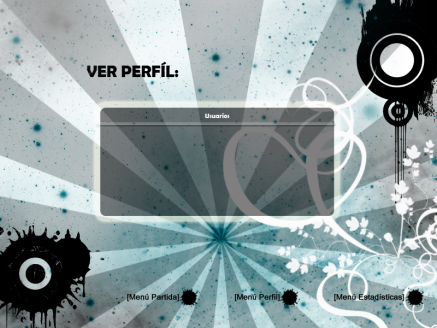 VER PERFÍL:
Usuarios
[Menú Partida] [Menú Perfil] [Menú Estadísticas]